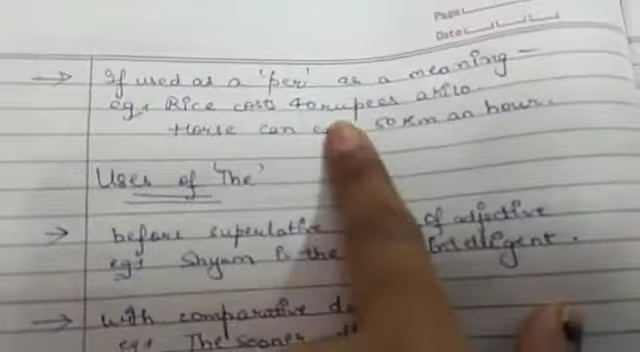 Page:
Date:
→ If used as a 'per' as a meaning –
eg. Rice costs 40 rupees a kilo.
Horse can 50 km an hour.
Uses of 'The'
→ before superlative of adjective
eg: Shyam is the Intelligent.
→ with comparative
eg: The sooner